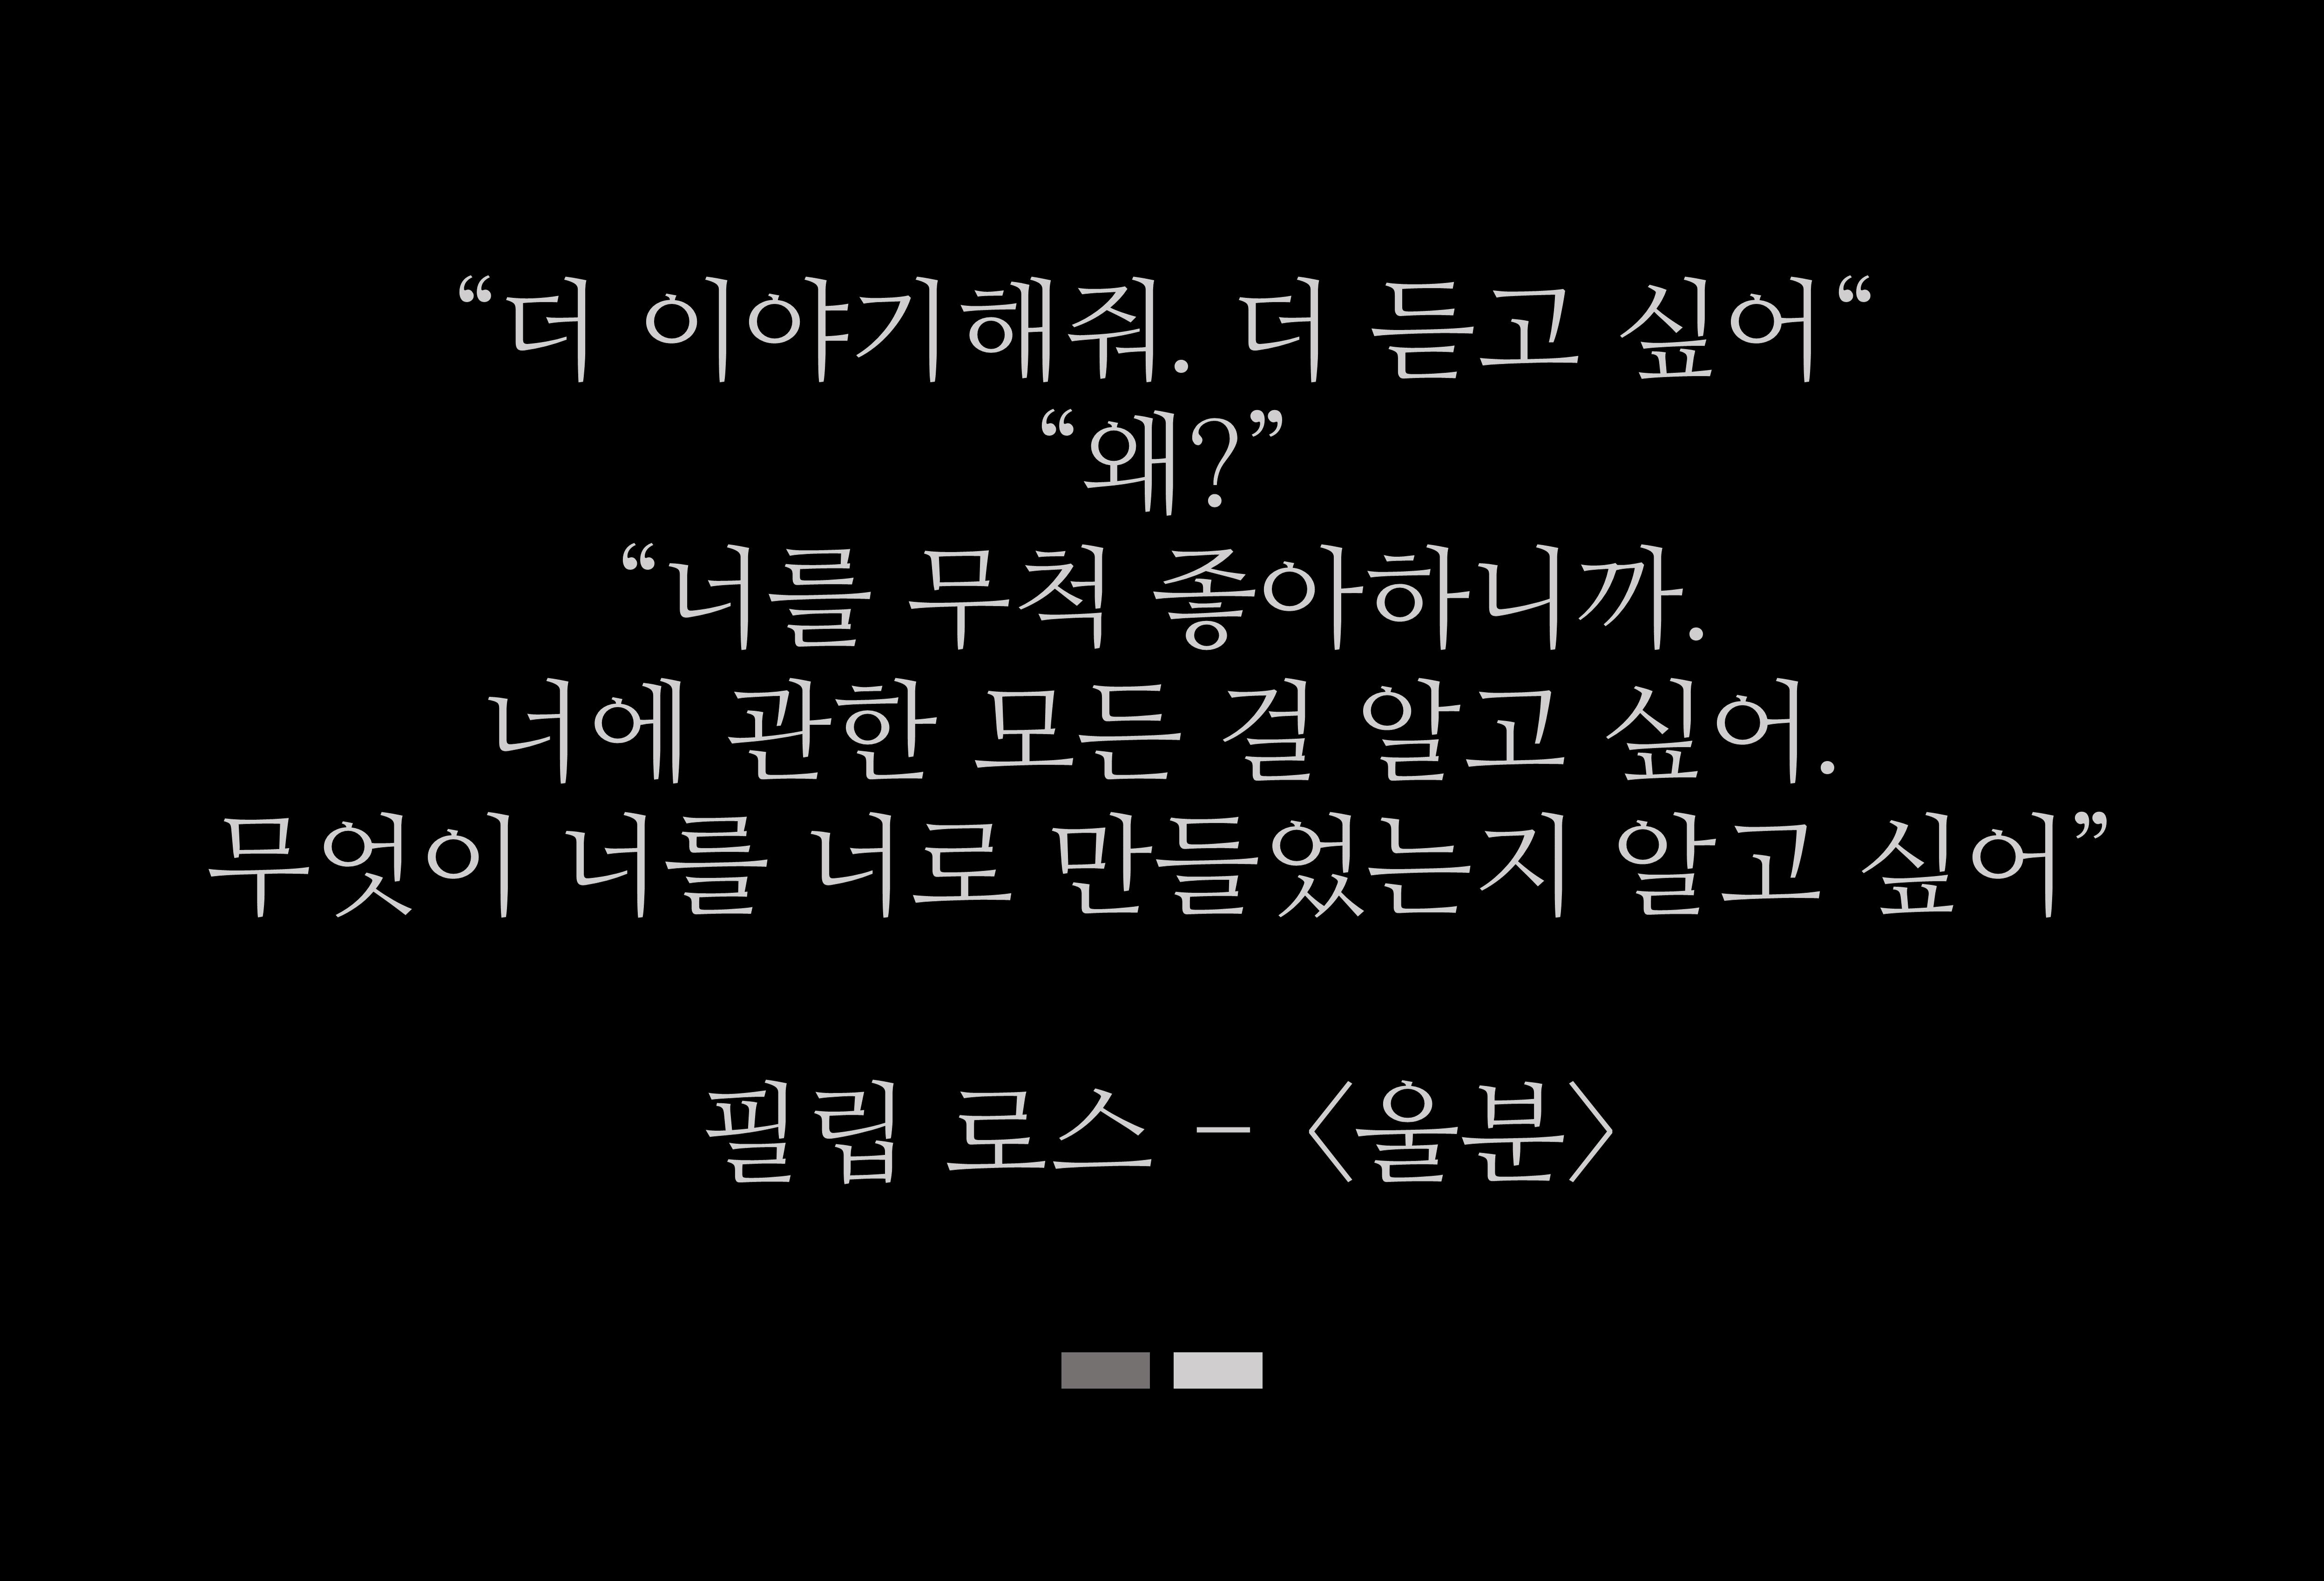 “더 이야기해줘. 더 듣고 싶어“
“왜?”
“너를 무척 좋아하니까.
너에 관한 모든 걸 알고 싶어.
무엇이 너를 너로 만들었는지 알고 싶어”
필립 로스 – 〈울분〉